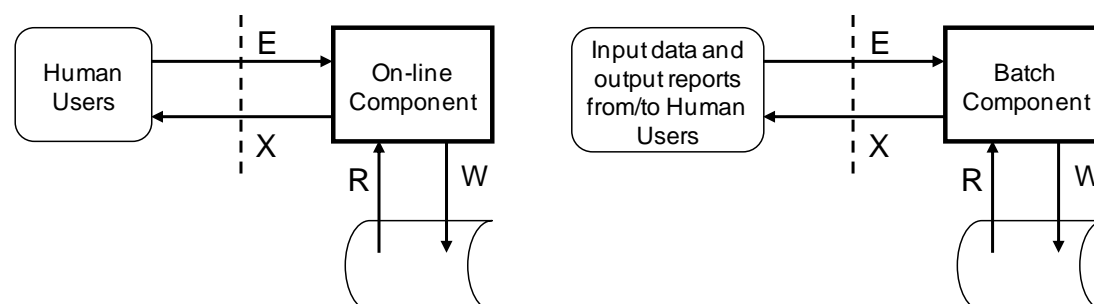 Human
Users
E
X
On-line
Component
R
W
Input data and
output reports
from/to Human
Users
E
X
Batch
Component
R
W